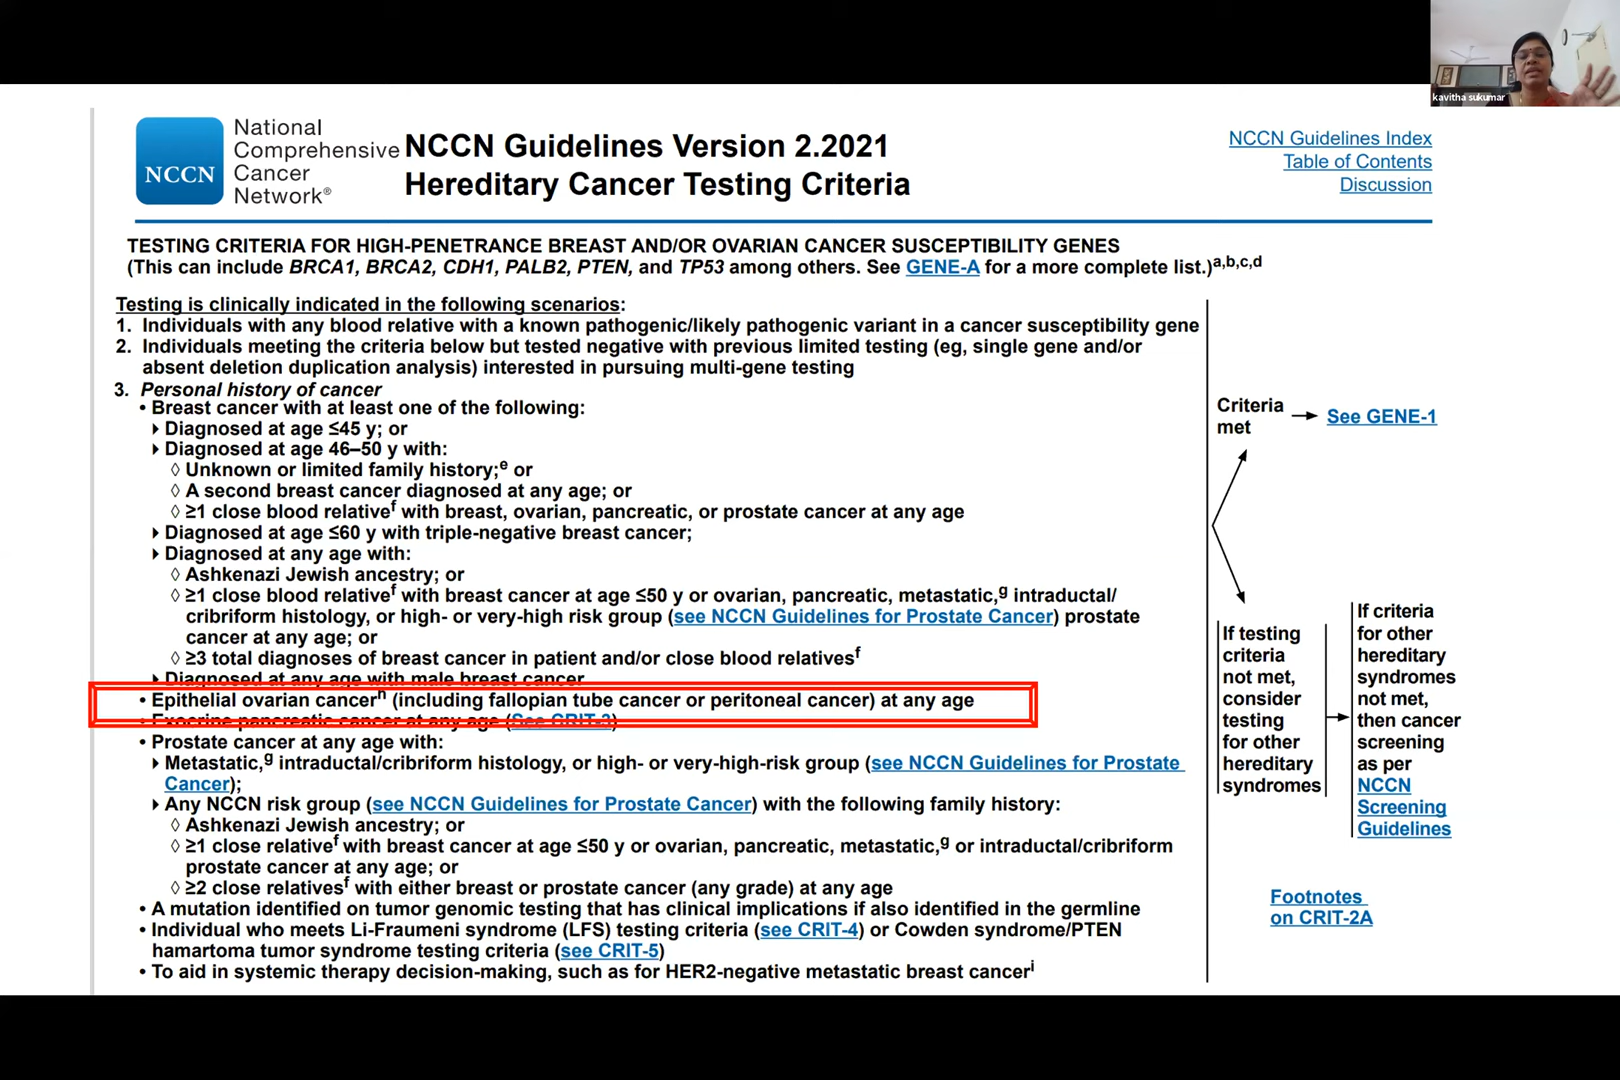 kavitha sukumar
NCCN
National
Comprehensive
Cancer
Network®
NCCN Guidelines Version 2.2021
Hereditary Cancer Testing Criteria
NCCN Guidelines Index
Table of Contents
Discussion
TESTING CRITERIA FOR HIGH-PENETRANCE BREAST AND/OR OVARIAN CANCER SUSCEPTIBILITY GENES
(This can include BRCA1, BRCA2, CDH1, PALB2, PTEN, and TP53 among others. See GENE-A for a more complete list.)a,b,c,d
Testing is clinically indicated in the following scenarios:
1. Individuals with any blood relative with a known pathogenic/likely pathogenic variant in a cancer susceptibility gene
2. Individuals meeting the criteria below but tested negative with previous limited testing (eg, single gene and/or
absent deletion duplication analysis) interested in pursuing multi-gene testing
3. Personal history of cancer
• Breast cancer with at least one of the following:
▸ Diagnosed at age ≤45 y; or
▸ Diagnosed at age 46–50 y with:
◊ Unknown or limited family history;e or
◊ A second breast cancer diagnosed at any age; or
◊ ≥1 close blood relativef with breast, ovarian, pancreatic, or prostate cancer at any age
▸ Diagnosed at age ≤60 y with triple-negative breast cancer;
▸ Diagnosed at any age with:
◊ Ashkenazi Jewish ancestry; or
◊ ≥1 close blood relativef with breast cancer at age ≤50 y or ovarian, pancreatic, metastatic,g intraductal/
cribriform histology, or high- or very-high risk group (see NCCN Guidelines for Prostate Cancer) prostate
cancer at any age; or
◊ ≥3 total diagnoses of breast cancer in patient and/or close blood relativesf
▸ Diagnosed at any age with male breast cancer
• Epithelial ovarian cancerh (including fallopian tube cancer or peritoneal cancer) at any age
• Exocrine pancreatic cancer at any age (See CRIT-3)
• Prostate cancer at any age with:
▸ Metastatic,g intraductal/cribriform histology, or high- or very-high-risk group (see NCCN Guidelines for Prostate
Cancer);
▸ Any NCCN risk group (see NCCN Guidelines for Prostate Cancer) with the following family history:
◊ Ashkenazi Jewish ancestry; or
◊ ≥1 close relativef with breast cancer at age ≤50 y or ovarian, pancreatic, metastatic,g or intraductal/cribriform
prostate cancer at any age; or
◊ ≥2 close relativesf with either breast or prostate cancer (any grade) at any age
• A mutation identified on tumor genomic testing that has clinical implications if also identified in the germline
• Individual who meets Li-Fraumeni syndrome (LFS) testing criteria (see CRIT-4) or Cowden syndrome/PTEN
hamartoma tumor syndrome testing criteria (see CRIT-5)
• To aid in systemic therapy decision-making, such as for HER2-negative metastatic breast canceri
Criteria
met
See GENE-1
If testing
criteria
not met,
consider
testing
for other
hereditary
syndromes
If criteria
for other
hereditary
syndromes
not met,
then cancer
screening
as per
NCCN
Screening
Guidelines
Footnotes
on CRIT-2A